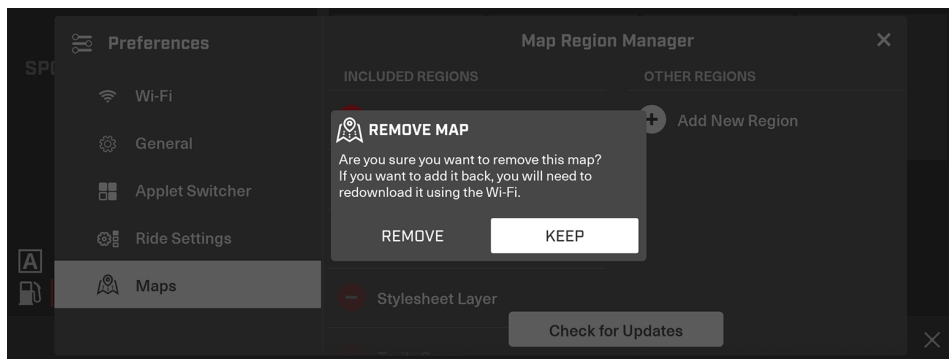 Preferences
Map Region Manager
SPO
INCLUDED REGIONS
OTHER REGIONS
Wi-Fi
Add New Region
REMOVE MAP
General
Are you sure you want to remove this map?
If you want to add it back, you will need to
redownload it using the Wi-Fi.
Applet Switcher
Ride Settings
REMOVE
KEEP
A
Maps
Stylesheet Layer
Check for Updates